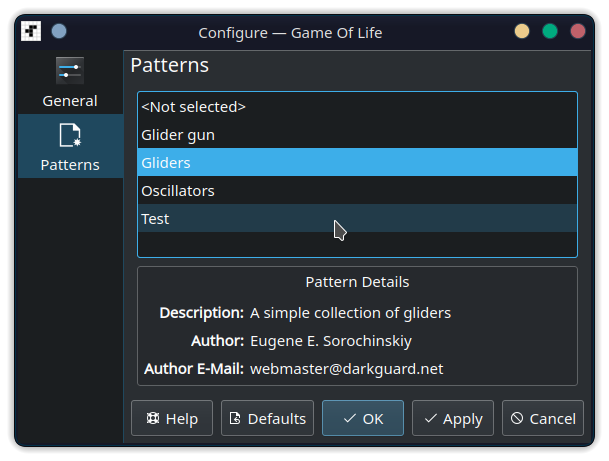 Configure — Game Of Life
Patterns
General
Patterns
<Not selected>
Glider gun
Gliders
Oscillators
Test
Pattern Details
Description: A simple collection of gliders
Author: Eugene E. Sorochinskiy
Author E-Mail: webmaster@darkguard.net
Help Defaults OK Apply Cancel